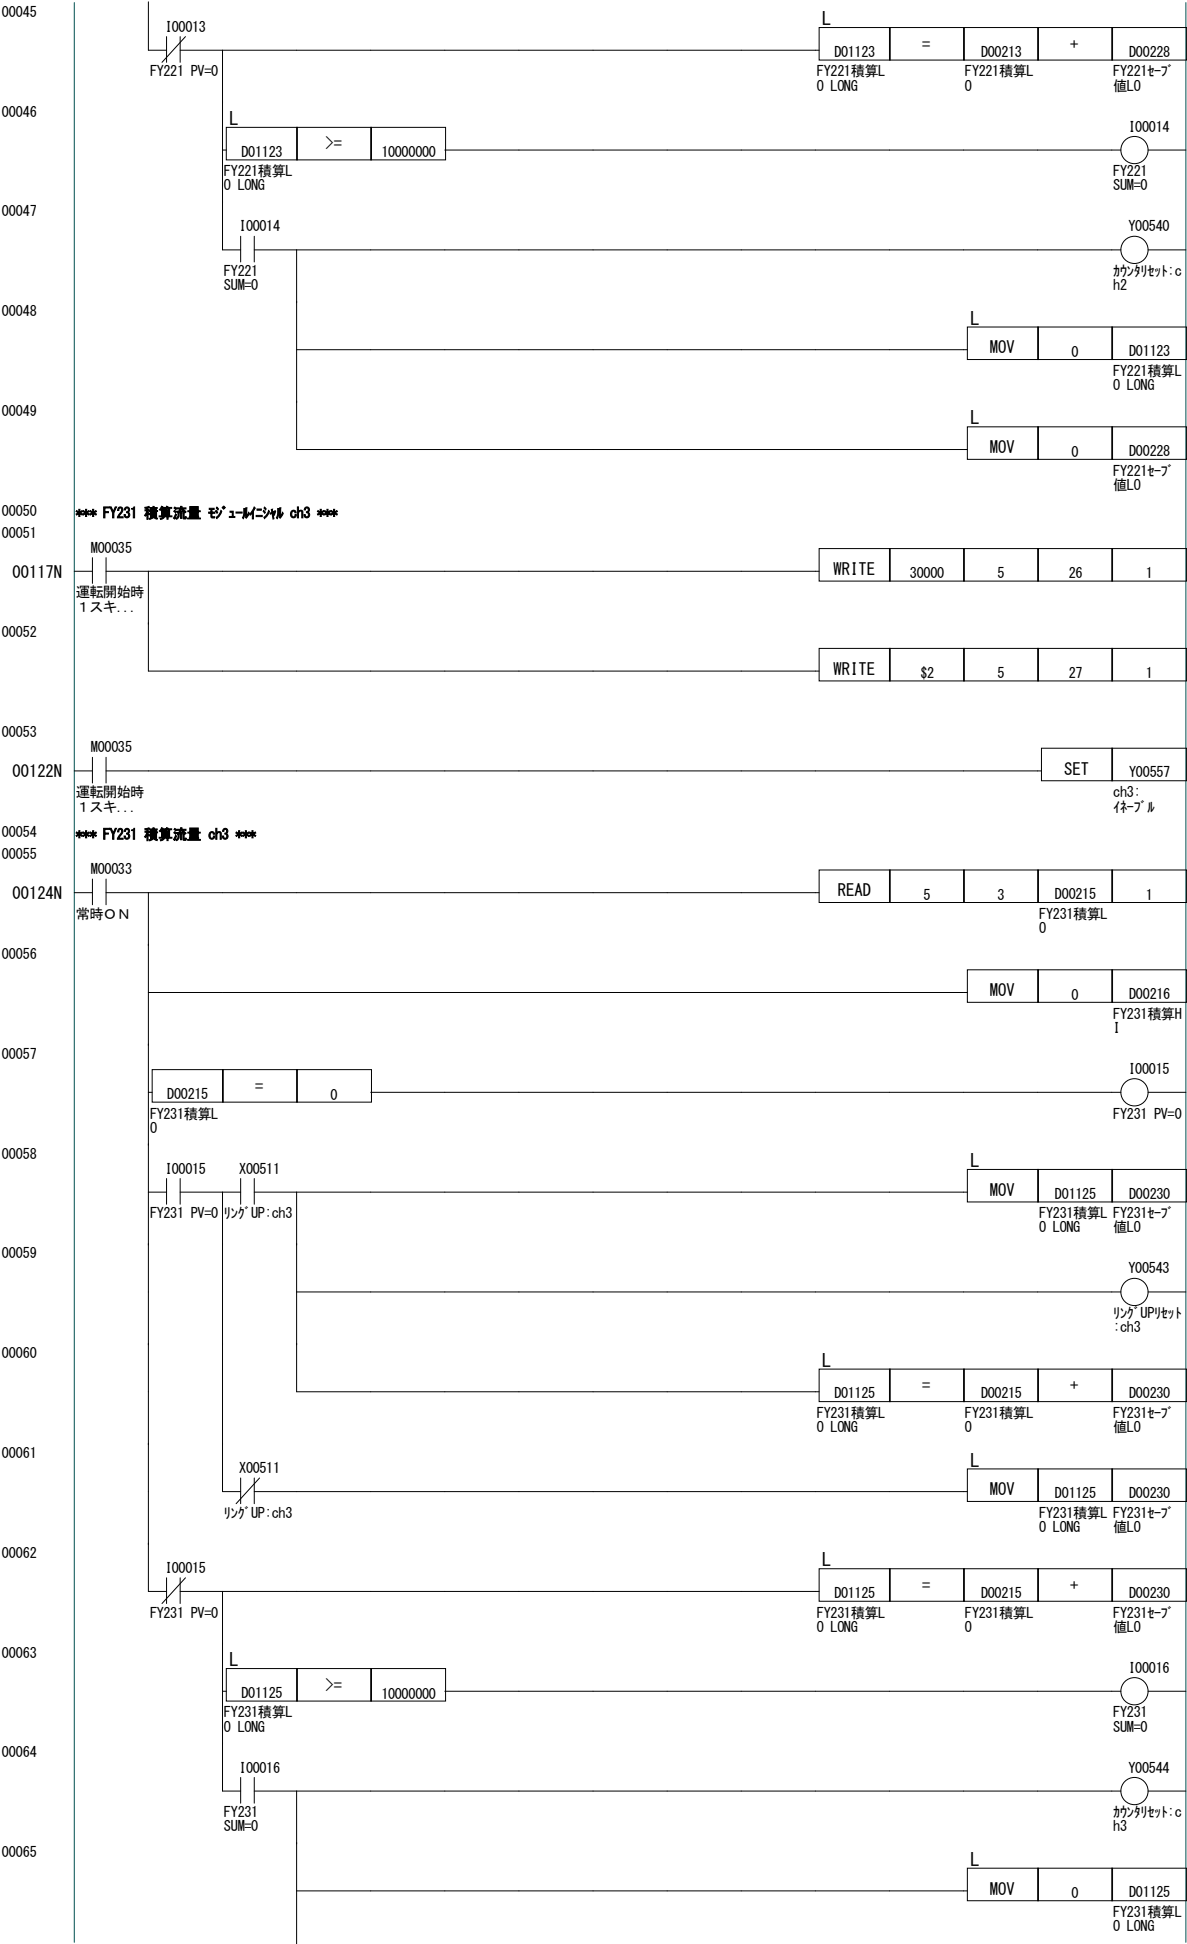 00045
I00013
FY221 PV=0
L
D01123 = D00213 + D00228
FY221積算L FY221積算L FY221ｾｰﾌﾞ
O LONG O 値LO
00046
L
D01123 >= 10000000
FY221積算L
O LONG
I00014
FY221
SUM=0
00047
I00014
FY221
SUM=0
Y00540
ｶｳﾝﾀﾘｾｯﾄ:c
h2
00048
L
MOV 0 D01123
FY221積算L
O LONG
00049
L
MOV 0 D00228
FY221ｾｰﾌﾞ
値LO
00050 *** FY231 積算流量 ﾓｼﾞｭｰﾙｲﾆｼｬﾙ ch3 ***
00051
M00035
00117N
運転開始時
１スキ...
WRITE 30000 5 26 1
00052
WRITE $2 5 27 1
00053
M00035
00122N
運転開始時
１スキ...
SET Y00557
ch3:
ｲﾈｰﾌﾞﾙ
00054 *** FY231 積算流量 ch3 ***
00055
M00033
00124N
常時ＯＮ
READ 5 3 D00215 1
FY231積算L
O
00056
MOV 0 D00216
FY231積算H
I
00057
D00215 = 0
FY231積算L
O
I00015
FY231 PV=0
00058
I00015 X00511
FY231 PV=0 ﾘﾝｸﾞUP:ch3
L
MOV D01125 D00230
FY231積算L FY231ｾｰﾌﾞ
O LONG 値LO
00059
Y00543
ﾘﾝｸﾞUPﾘｾｯﾄ
:ch3
00060
L
D01125 = D00215 + D00230
FY231積算L FY231積算L FY231ｾｰﾌﾞ
O LONG O 値LO
00061
X00511
ﾘﾝｸﾞUP:ch3
L
MOV D01125 D00230
FY231積算L FY231ｾｰﾌﾞ
O LONG 値LO
00062
I00015
FY231 PV=0
L
D01125 = D00215 + D00230
FY231積算L FY231積算L FY231ｾｰﾌﾞ
O LONG O 値LO
00063
L
D01125 >= 10000000
FY231積算L
O LONG
I00016
FY231
SUM=0
00064
I00016
FY231
SUM=0
Y00544
ｶｳﾝﾀﾘｾｯﾄ:c
h3
00065
L
MOV 0 D01125
FY231積算L
O LONG